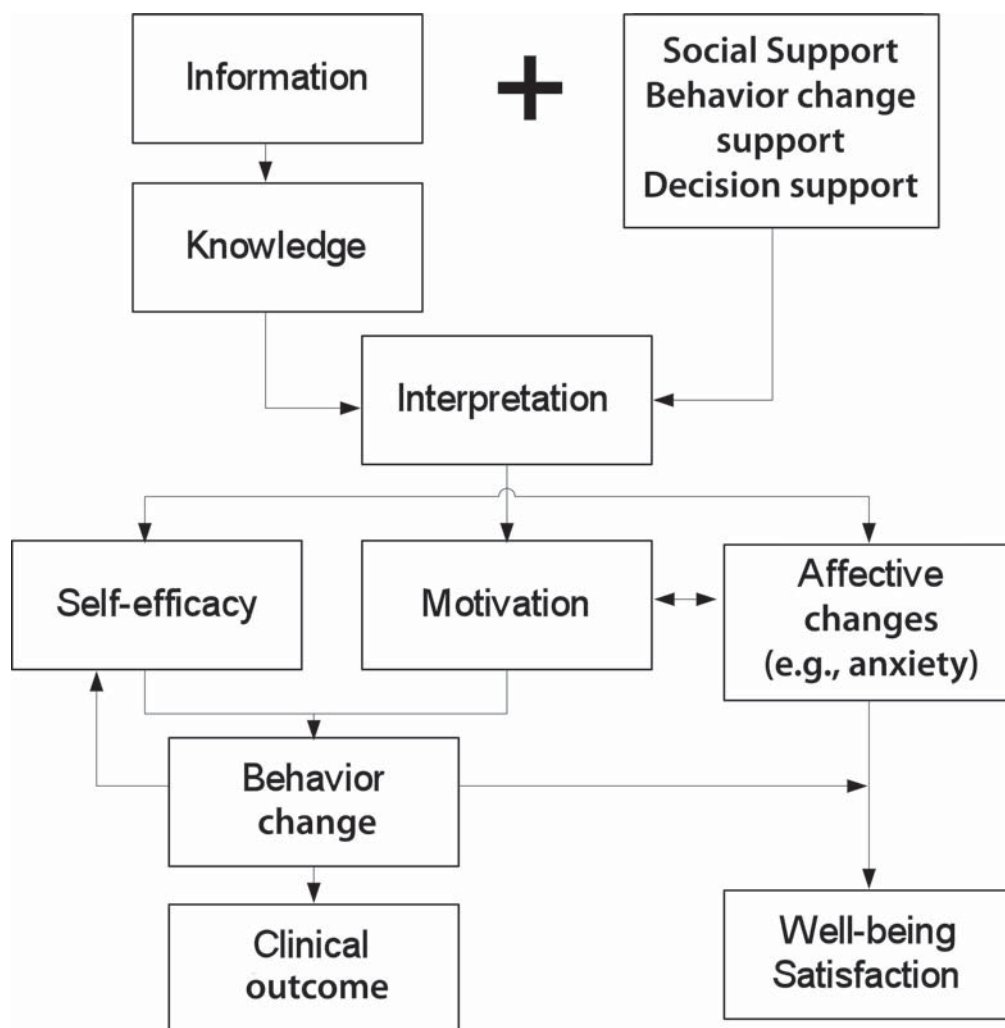 Information
+
Social Support
Behavior change
support
Decision support
Knowledge
Interpretation
Self-efficacy
Motivation
Affective
changes
(e.g., anxiety)
Behavior
change
Clinical
outcome
Well-being
Satisfaction